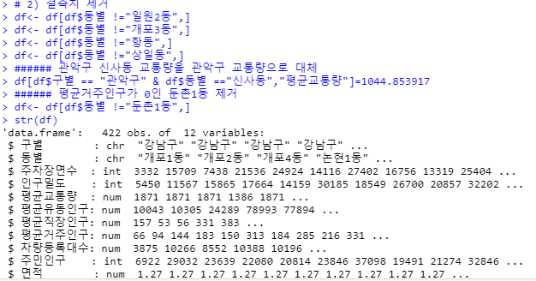 > # 2) 결측치 제거
> df<- df[df$동별 !="일원2동",]
> df<- df[df$동별 !="개포3동",]
> df<- df[df$동별 !="항동",]
> df<- df[df$동별 !="상일동",]
> ###### 관악구 신사동 교통량을 관악구 교통량으로 대체
> df[df$구별 == "관악구" & df$동별 =="신사동","평균교통량"]=1044.853917
> ###### 평균거주인구가 0인 둔촌1동 제거
> df<- df[df$동별 !="둔촌1동",]
> str(df)
'data.frame':   422 obs. of  12 variables:
 $ 구별        : chr  "강남구" "강남구" "강남구" "강남구" ...
 $ 동별        : chr  "개포1동" "개포2동" "개포4동" "논현1동" ...
 $ 주차장면수  : int  3332 15709 7438 21536 24924 14116 27402 16756 13319 25404 ...
 $ 인구밀도    : int  5450 11567 15865 17664 14159 30185 18549 26700 20857 32202 ...
 $ 평균교통량  : num  1871 1871 1871 1386 1871 ...
 $ 평균유동인구: num  10043 10305 24289 78993 77894 ...
 $ 평균직장인구: num  157 53 56 331 383 ...
 $ 평균거주인구: num  66 94 144 183 150 313 184 285 216 331 ...
 $ 차량등록대수: num  3875 10266 8552 10388 10196 ...
 $ 주민인구    : int  6922 29032 23639 22080 20814 23846 37098 19491 21274 32846 ...
 $ 면적        : num  1.27 1.27 1.27 1.27 1.27 1.27 1.27 1.27 1.27 1.27 ...